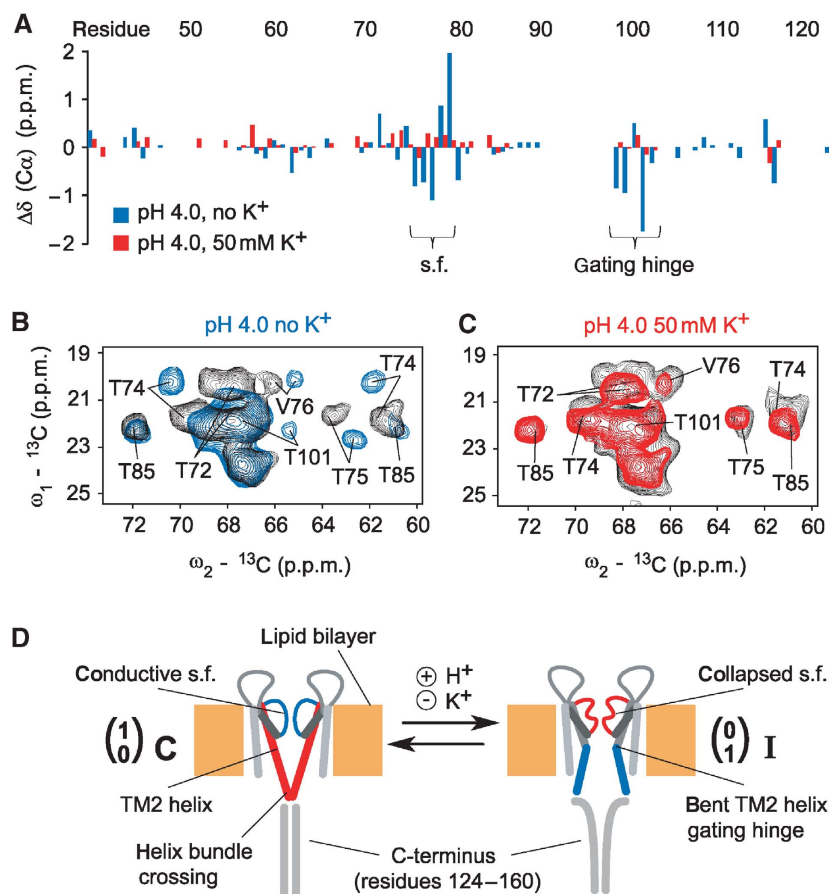 A
Residue 50 60 70 80 90 100 110 120
Δδ (Cα) (p.p.m.)
2
1
0
−1
−2
pH 4.0, no K+
pH 4.0, 50 mM K+
s.f.
Gating hinge
B
pH 4.0 no K+
ω1 - 13C (p.p.m.)
19
21
23
25
T74
T74
V76
T85
T72
T101
T75
T85
72 70 68 66 64 62 60
ω2 - 13C (p.p.m.)
C
pH 4.0 50 mM K+
19
21
23
25
V76
T74
T72
T85
T74
T101
T75
T85
72 70 68 66 64 62 60
ω2 - 13C (p.p.m.)
D
Lipid bilayer
Conductive s.f.
+ H+
− K+
Collapsed s.f.
(1 0) C
(0 1) I
TM2 helix
Bent TM2 helix
gating hinge
Helix bundle
crossing
C-terminus
(residues 124–160)